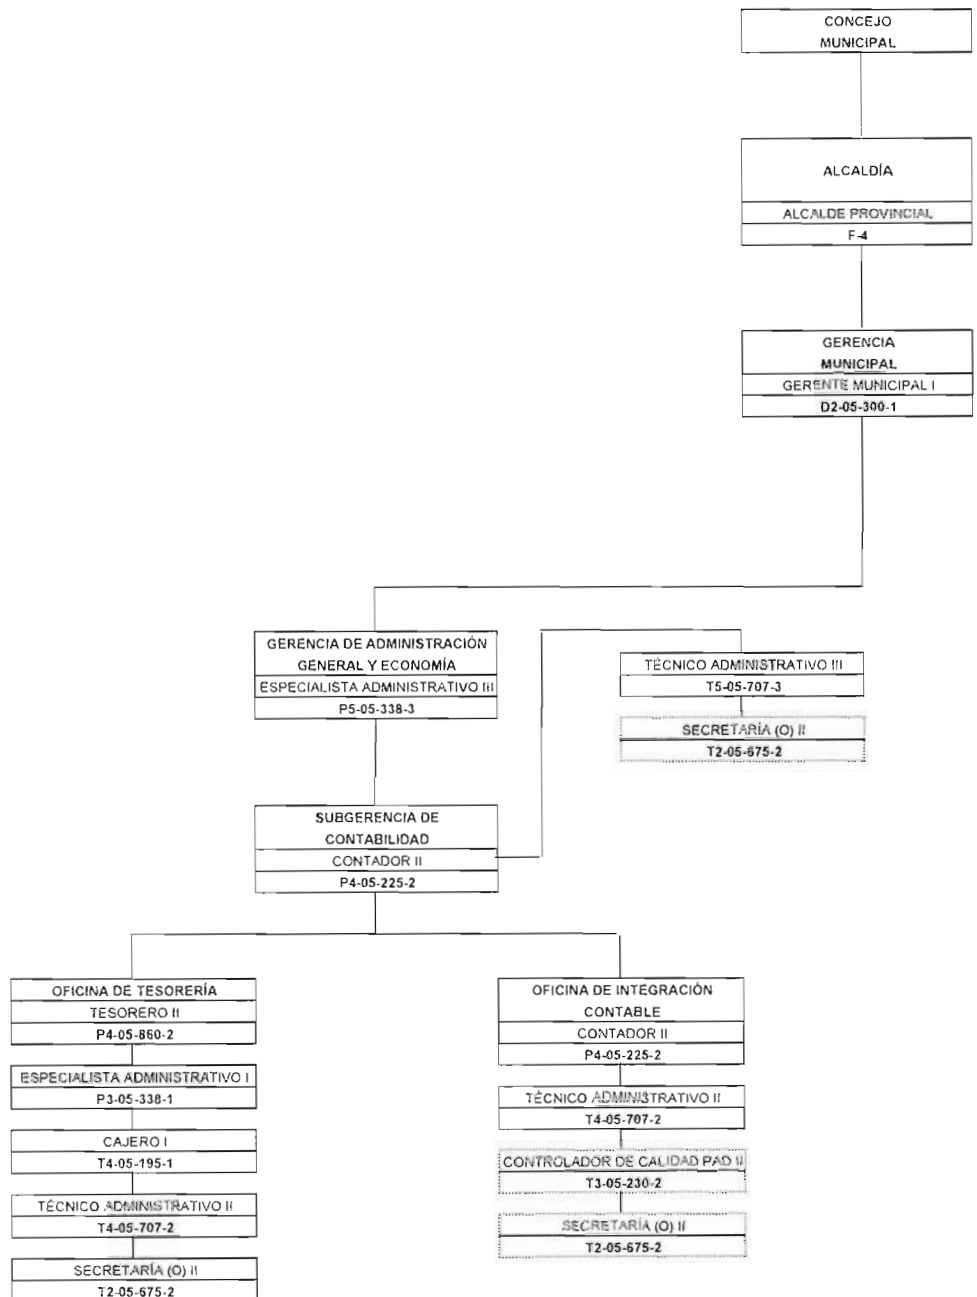 CONCEJO
MUNICIPAL
ALCALDÍA
ALCALDE PROVINCIAL
F-4
GERENCIA
MUNICIPAL
GERENTE MUNICIPAL I
D2-05-300-1
GERENCIA DE ADMINISTRACIÓN
GENERAL Y ECONOMÍA
ESPECIALISTA ADMINISTRATIVO III
P5-05-338-3
TÉCNICO ADMINISTRATIVO III
T5-05-707-3
SECRETARÍA (O) II
T2-05-675-2
SUBGERENCIA DE
CONTABILIDAD
CONTADOR II
P4-05-225-2
OFICINA DE TESORERÍA
TESORERO II
P4-05-860-2
ESPECIALISTA ADMINISTRATIVO I
P3-05-338-1
CAJERO I
T4-05-195-1
TÉCNICO ADMINISTRATIVO II
T4-05-707-2
SECRETARÍA (O) II
T2-05-675-2
OFICINA DE INTEGRACIÓN
CONTABLE
CONTADOR II
P4-05-225-2
TÉCNICO ADMINISTRATIVO II
T4-05-707-2
CONTROLADOR DE CALIDAD PAD II
T3-05-230-2
SECRETARÍA (O) II
T2-05-675-2